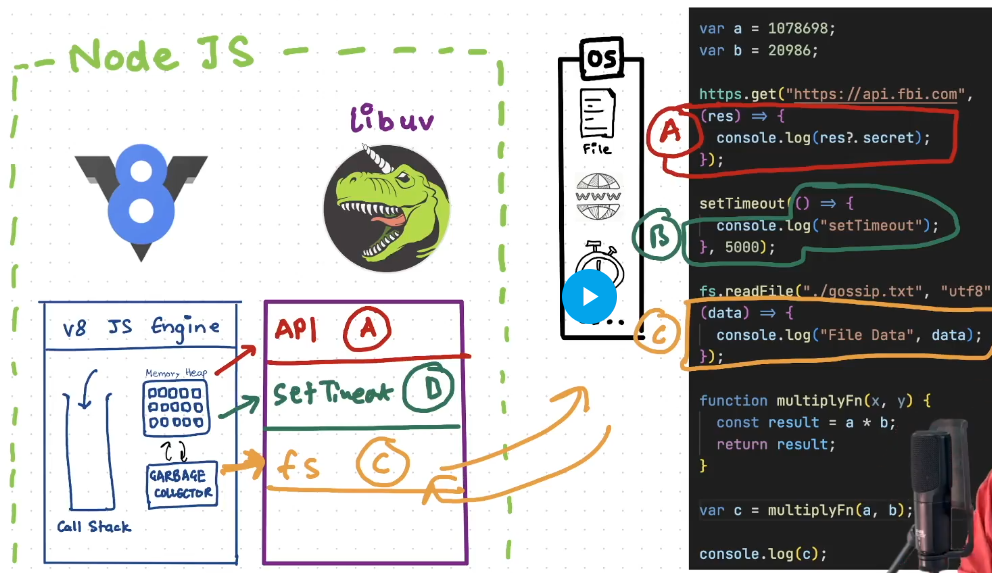 Node JS
libuv
8
V8 JS Engine
Memory Heap
GARBAGE
COLLECTOR
Call Stack
API A
setTimeout B
fs C
OS
File
WWW
A
B
C
var a = 1078698;
var b = 20986;
https.get("https://api.fbi.com",
(res) => {
console.log(res?.secret);
});
setTimeout(() => {
console.log("setTimeout");
}, 5000);
fs.readFile("./gossip.txt", "utf8"
(data) => {
console.log("File Data", data);
});
function multiplyFn(x, y) {
const result = a * b;
return result;
}
var c = multiplyFn(a, b);
console.log(c);